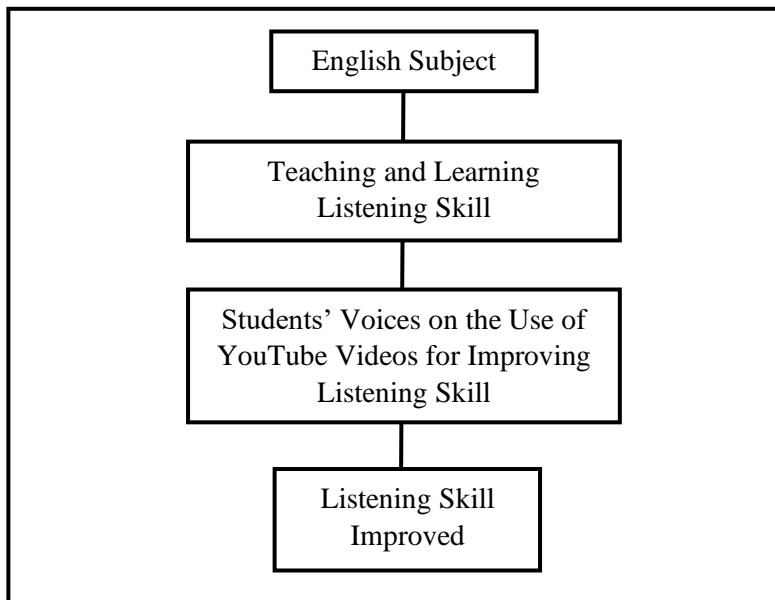 English Subject
Teaching and Learning
Listening Skill
Students’ Voices on the Use of
YouTube Videos for Improving
Listening Skill
Listening Skill
Improved